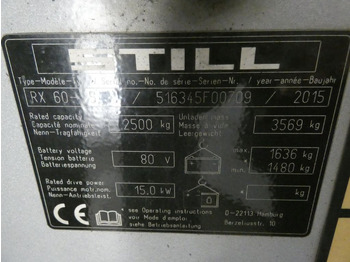 STILL
Type-Modèle- no.-No. de série-Serien-Nr. / year-année-Baujahr
RX 60- / 516345F00709 / 2015
Rated capacity
Capacité nominale
Nenn-Tragfähigkeit
2500 kg
Unladen mass
Masse à vide
Leergewicht
3569 kg
Battery voltage
Tension batterie
Batteriespannung
80 V
max 1636 kg
min 1480 kg
Rated drive power
Puissance motr.nom.
Nenn-Antriebsleist.
15.0 kW
* kg
CE
* see Operating instructions
voir Mode d'emploi
siehe Betriebsanleitung
D-22113 Hamburg
Berzeliusstr. 10